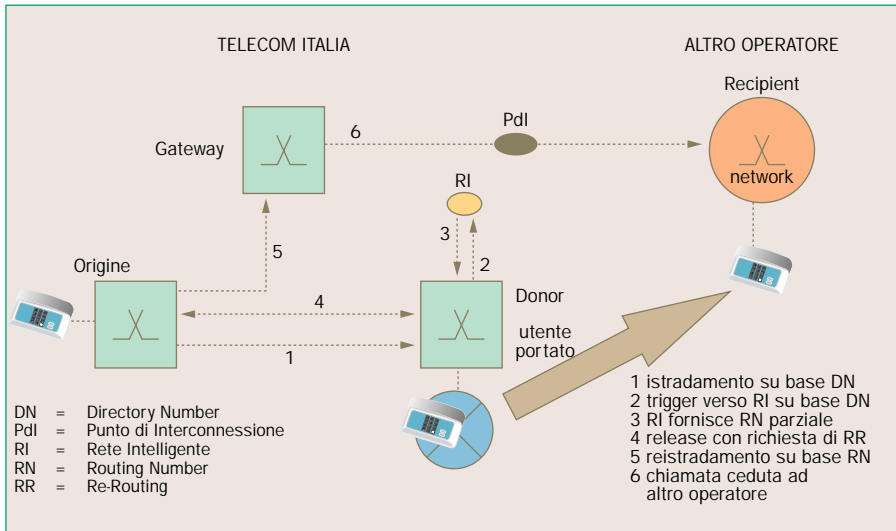 TELECOM ITALIA
ALTRO OPERATORE
Recipient
Gateway
6
PdI
network
RI
3
2
5
Origine
4
Donor
1
utente
portato
DN = Directory Number
PdI = Punto di Interconnessione
RI = Rete Intelligente
RN = Routing Number
RR = Re-Routing
1 istradamento su base DN
2 trigger verso RI su base DN
3 RI fornisce RN parziale
4 release con richiesta di RR
5 reistradamento su base RN
6 chiamata ceduta ad
altro operatore